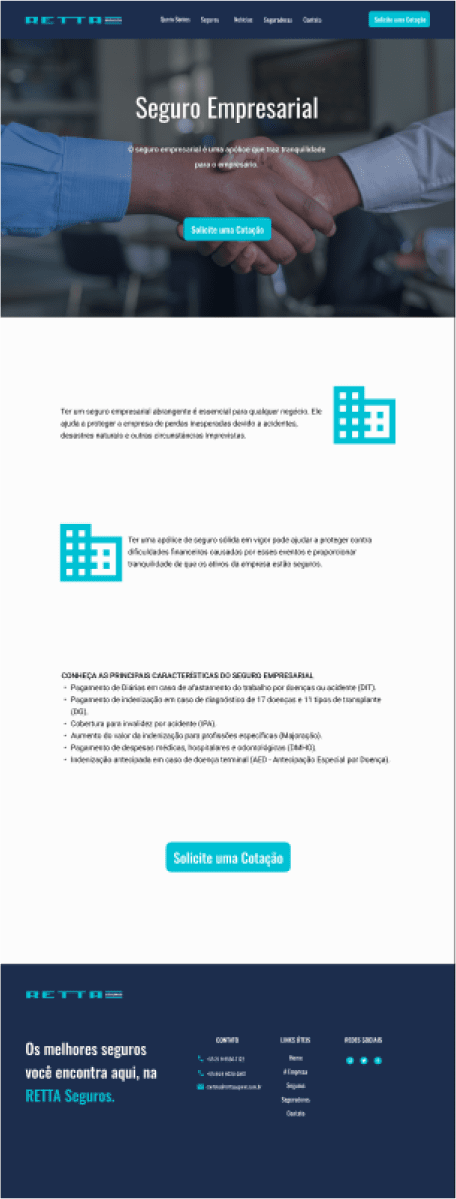 RETTA
Quem Somos Seguros Notícias Seguradoras Contato
Solicite uma Cotação
Seguro Empresarial
O seguro empresarial é uma apólice que traz tranquilidade
para o empresário.
Solicite uma Cotação
Ter um seguro empresarial abrangente é essencial para qualquer negócio. Ele
ajuda a proteger a empresa de perdas inesperadas devido a acidentes,
desastres naturais e outras circunstâncias imprevistas.
Ter uma apólice de seguro sólida em vigor pode ajudar a proteger contra
dificuldades financeiras causadas por esses eventos e proporcionar
tranquilidade de que os ativos da empresa estão seguros.
CONHEÇA AS PRINCIPAIS CARACTERÍSTICAS DO SEGURO EMPRESARIAL
• Pagamento de Diárias em caso de afastamento do trabalho por doenças ou acidente (DIT).
• Pagamento de indenização em caso de diagnóstico de 17 doenças e 11 tipos de transplante
(DG).
• Cobertura para invalidez por acidente (IPA).
• Aumento do valor da indenização para profissões específicas (Majoração).
• Pagamento de despesas médicas, hospitalares e odontológicas (DMHO).
• Indenização antecipada em caso de doença terminal (AED - Antecipação Especial por Doença).
Solicite uma Cotação
RETTA
Os melhores seguros
você encontra aqui, na
RETTA Seguros.
CONTATO
LINKS ÚTEIS
Home
A Empresa
Seguros
Seguradoras
Contato
REDES SOCIAIS